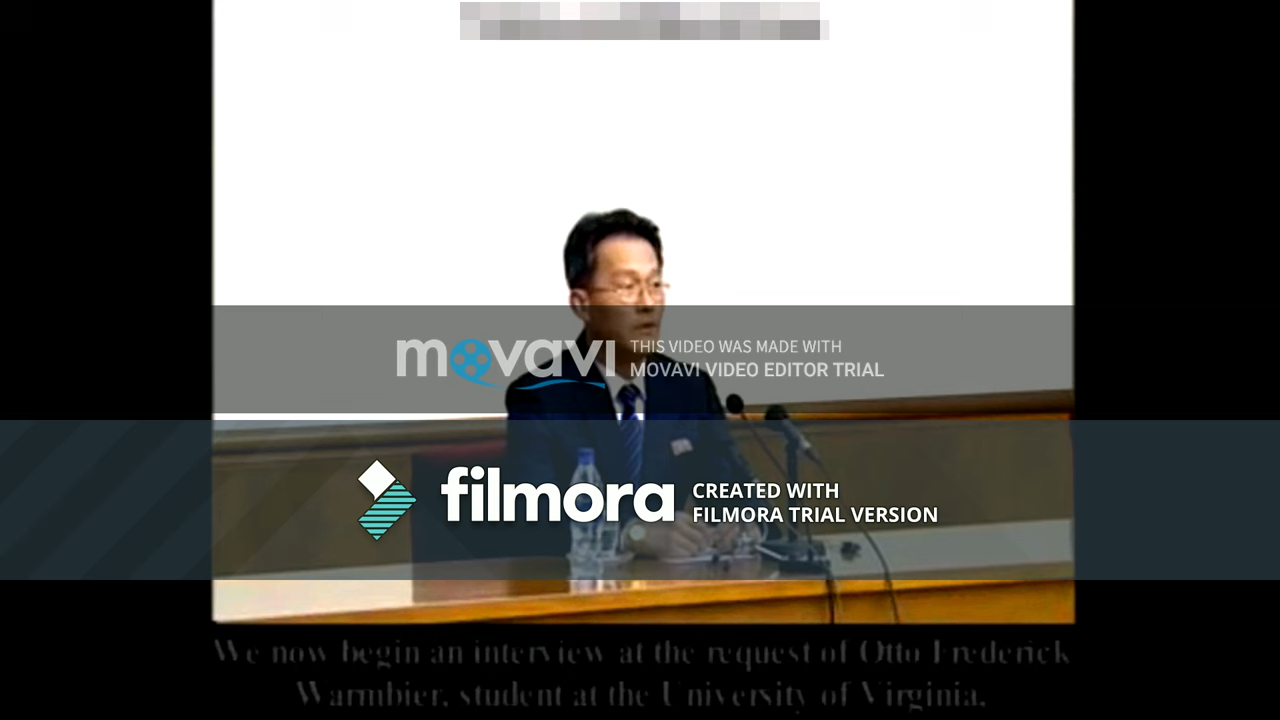 movavi
THIS VIDEO WAS MADE WITH
MOVAVI VIDEO EDITOR TRIAL
filmora
CREATED WITH
FILMORA TRIAL VERSION
We now begin an interview at the request of Otto Frederick
Warmbier, student at the University of Virginia,